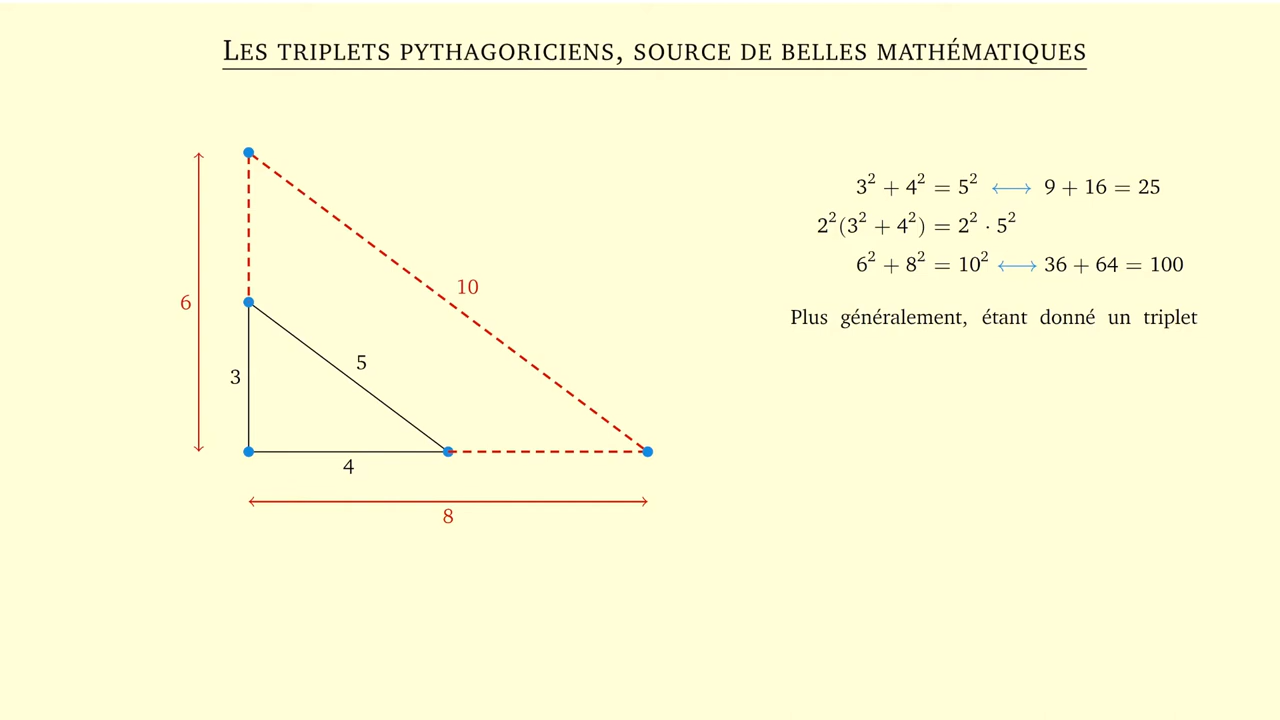 LES TRIPLETS PYTHAGORICIENS, SOURCE DE BELLES MATHÉMATIQUES
3² + 4² = 5² ⟷ 9 + 16 = 25
2²(3² + 4²) = 2² · 5²
6² + 8² = 10² ⟷ 36 + 64 = 100
Plus généralement, étant donné un triplet
10
6
5
3
4
8